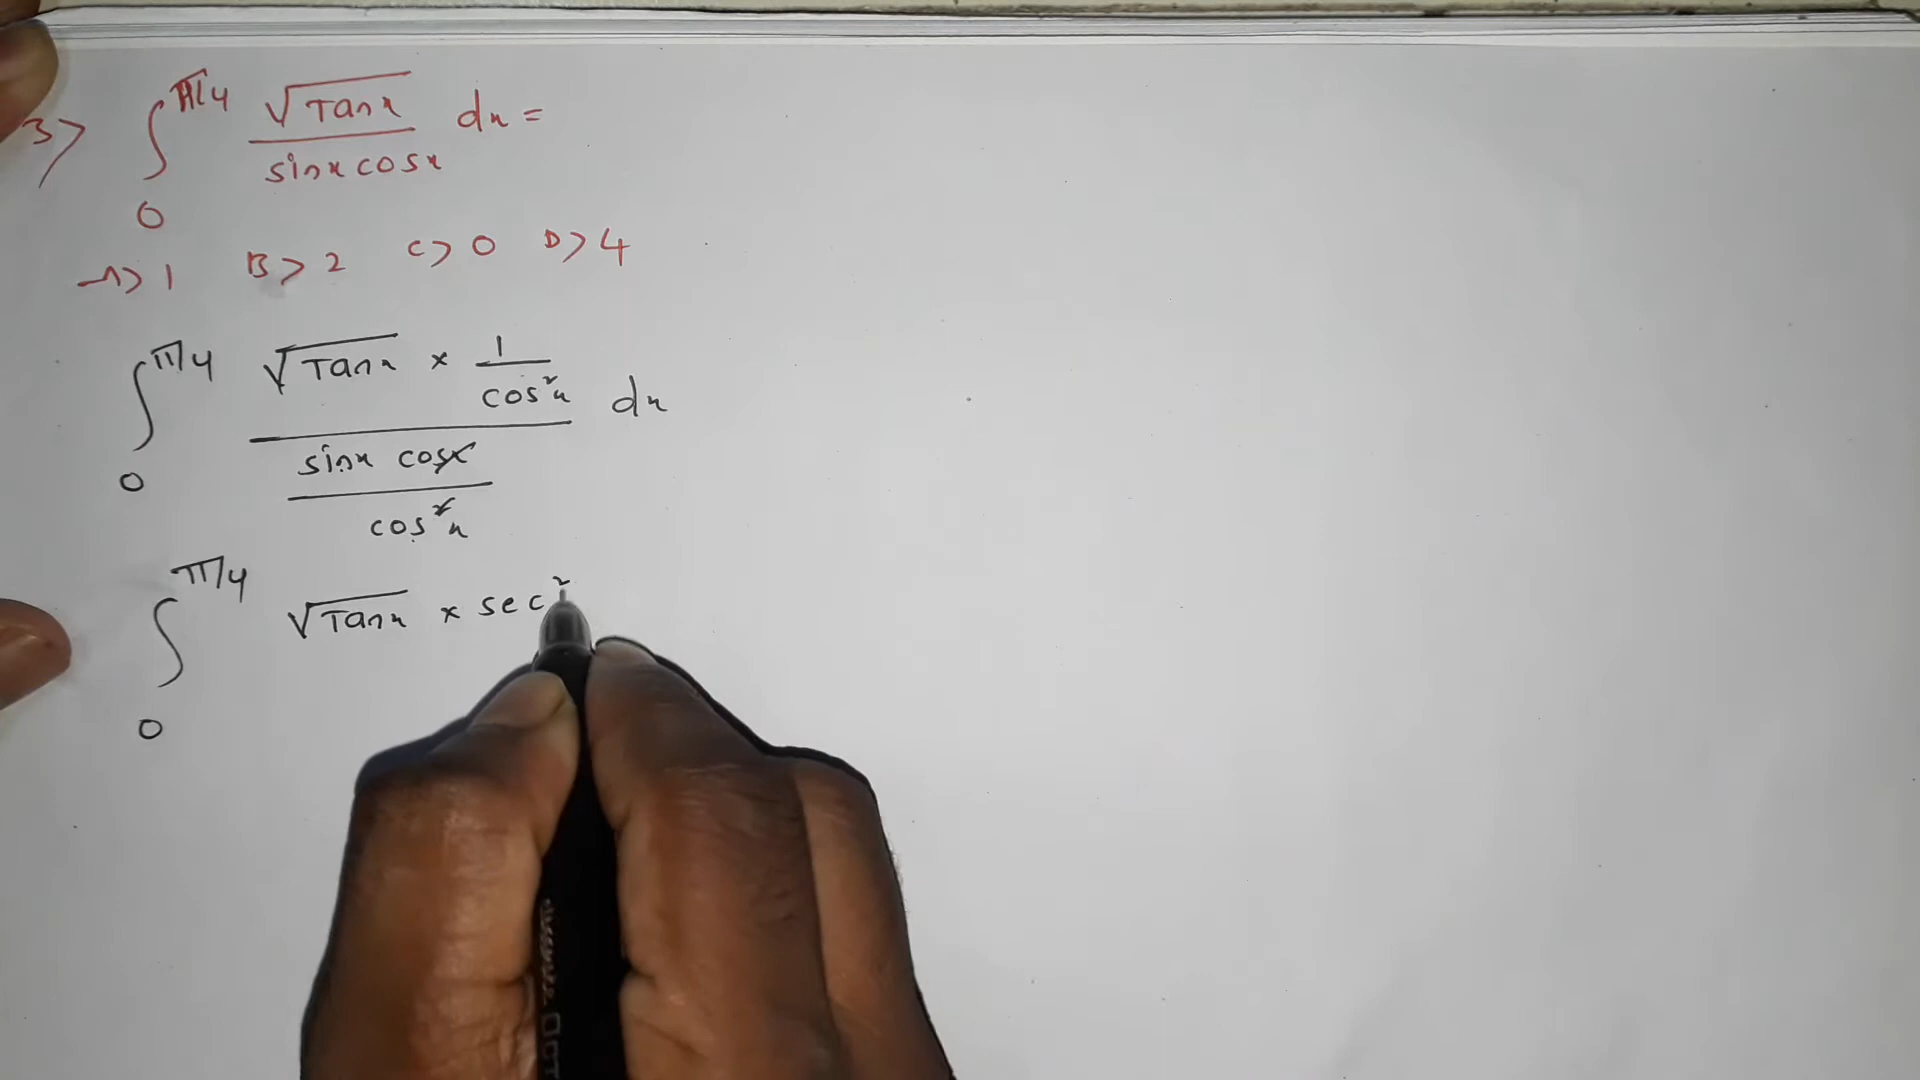 3> ∫₀^(π/4) √Tanx / sinx cosx dx =
A> 1 B> 2 C> 0 D> 4
∫₀^(π/4) (√Tanx × 1/cos²x) / (sinx cosx / cos²x) dx
∫₀^(π/4) √Tanx × sec²